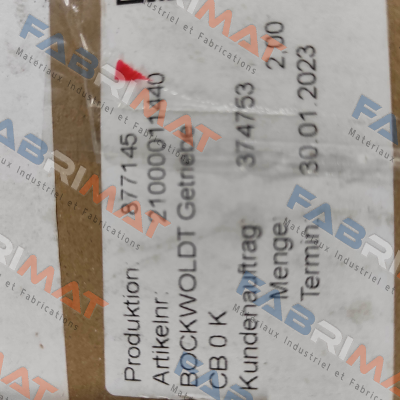 Produktion: 877145
Artikelnr: 21000011440
BOCKWOLDT Getriebe
CB 0 K
Kundenauftrag: 374753
Menge: 2.00
Termin: 30.01.2023
FABRIMAT
Materiaux Industriel et Fabrications